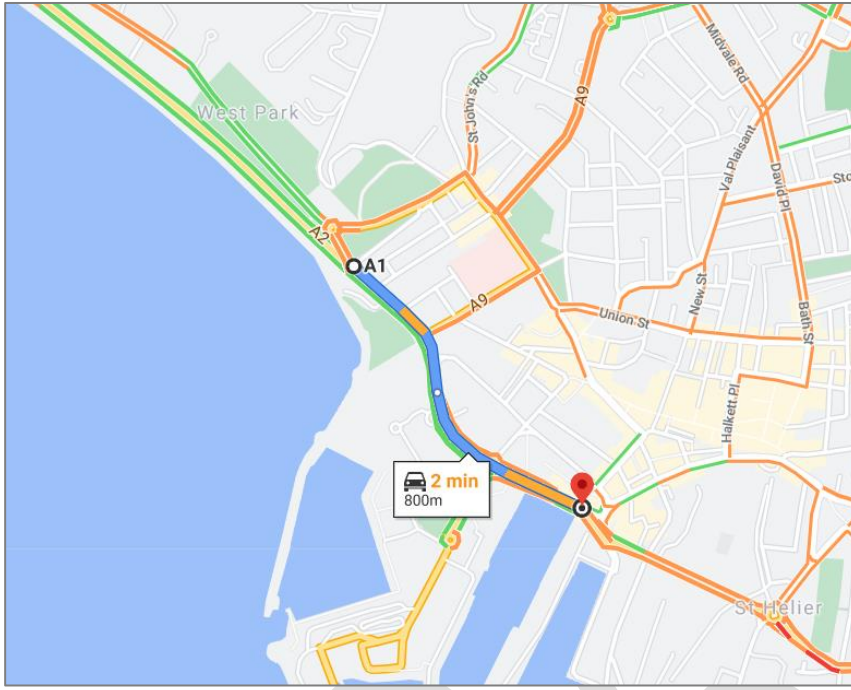 West Park
St John's Rd
A9
Midvale Rd
Val Plaisant
David Pl
Sto
A2
A1
A9
New St
Union St
Bath St
Halkett Pl
2 min
800m
St Helier